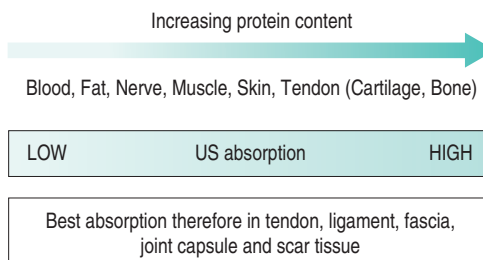 Increasing protein content
Blood, Fat, Nerve, Muscle, Skin, Tendon (Cartilage, Bone)
LOW US absorption HIGH
Best absorption therefore in tendon, ligament, fascia,
joint capsule and scar tissue